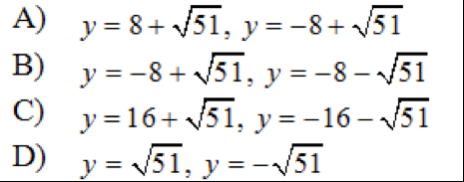 A) y = 8 + √51, y = −8 + √51
B) y = −8 + √51, y = −8 − √51
C) y = 16 + √51, y = −16 − √51
D) y = √51, y = −√51